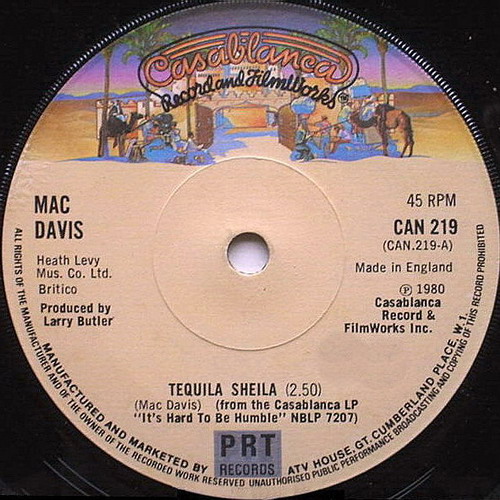 Casablanca
Record and FilmWorks
MAC
DAVIS
45 RPM
CAN 219
(CAN.219-A)
Heath Levy
Mus. Co. Ltd.
Britico
Made in England
Produced by
Larry Butler
℗ 1980
Casablanca
Record &
FilmWorks Inc.
TEQUILA SHEILA (2.50)
(Mac Davis) (from the Casablanca LP
"It's Hard To Be Humble" NBLP 7207)
PRT
RECORDS
MANUFACTURED AND MARKETED BY
ATV HOUSE, GT. CUMBERLAND PLACE, W.1.
ALL RIGHTS OF THE MANUFACTURER AND OF THE OWNER OF THE RECORDED WORK RESERVED UNAUTHORISED PUBLIC PERFORMANCE BROADCASTING AND COPYING OF THIS RECORD PROHIBITED